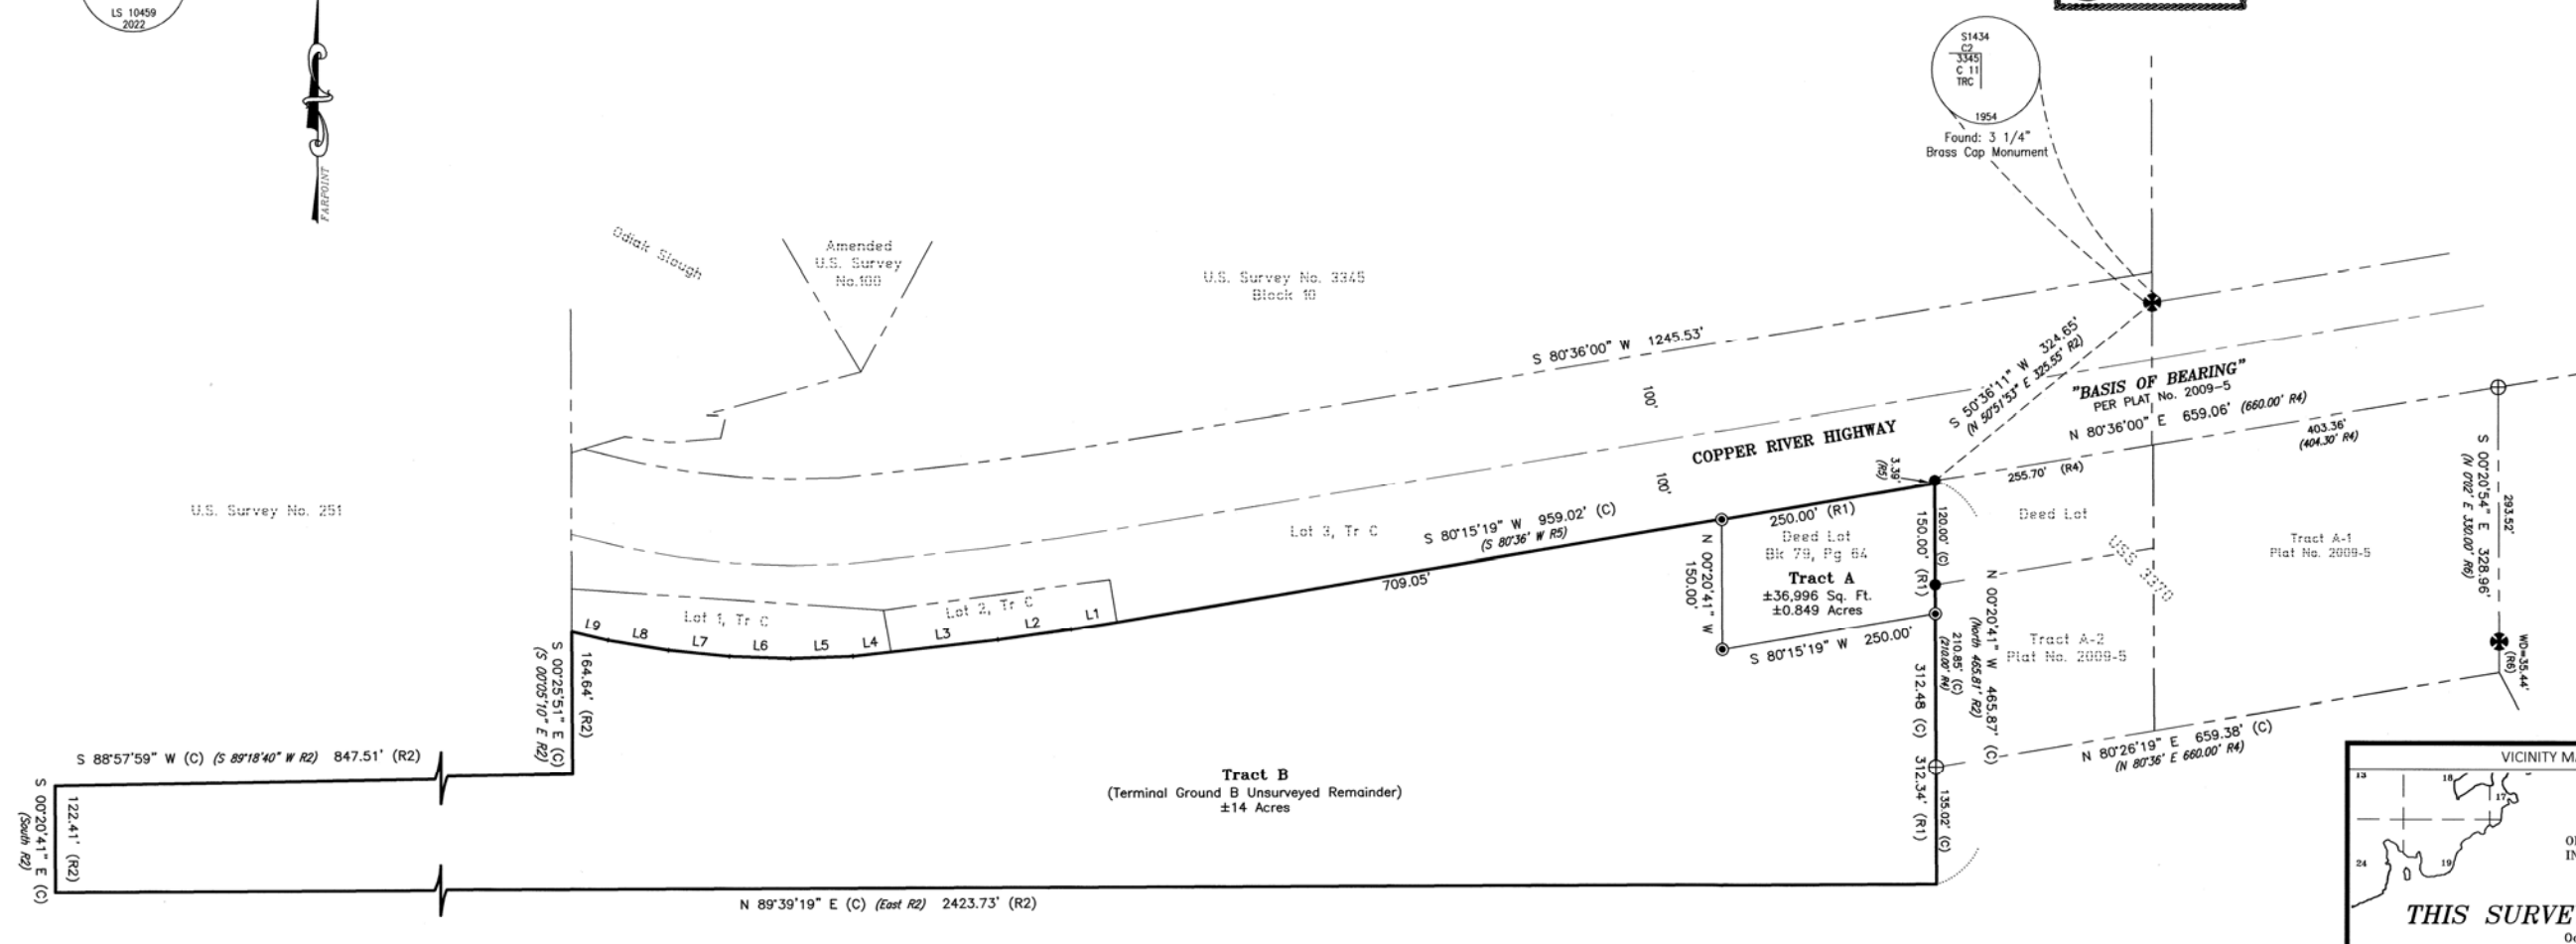 LS 10459
2022
FARPOINT
S1434
C2
3345
C 11
TRC
1954
Found: 3 1/4"
Brass Cap Monument
Odiak Slough
Amended
U.S. Survey
No.100
U.S. Survey No. 3345
Block 10
S 80°36'00" W 1245.53'
100'
100'
COPPER RIVER HIGHWAY
S 50°36'11" W 324.65'
(N 50°51'53" E 325.55' R2)
"BASIS OF BEARING"
PER PLAT No. 2009-5
N 80°36'00" E 659.06' (660.00' R4)
403.36'
(404.30' R4)
255.70' (R4)
3.39'
(R5)
U.S. Survey No. 251
Lot 3, Tr C
S 80°15'19" W 959.02' (C)
(S 80°36' W R5)
709.05'
250.00' (R1)
Deed Lot
Bk 79, Pg 64
Tract A
±36,996 Sq. Ft.
±0.849 Acres
N 00°20'41" W
150.00'
S 80°15'19" W 250.00'
120.00' (C)
150.00' (R1)
Deed Lot
USS 3370
Tract A-1
Plat No. 2009-5
S 00°20'54" E 328.96'
(N 0°02' E 330.00' R6)
293.52'
WD=35.44'
(R6)
Tract A-2
Plat No. 2009-5
N 00°20'41" W 465.87' (C)
(North 465.81' R2)
210.85' (C)
(210.00' R4)
312.48 (C)
312.34' (R1)
135.02' (C)
N 80°26'19" E 659.38' (C)
(N 80°36' E 660.00' R4)
Lot 1, Tr C
Lot 2, Tr C
L9
L8
L7
L6
L5
L4
L3
L2
L1
S 00°25'51" E (C)
(S 00°05'10" E R2)
164.64' (R2)
S 88°57'59" W (C) (S 89°18'40" W R2) 847.51' (R2)
S 00°20'41" E (C)
(South R2)
122.41' (R2)
Tract B
(Terminal Ground B Unsurveyed Remainder)
±14 Acres
N 89°39'19" E (C) (East R2) 2423.73' (R2)
VICINITY M
13
18
17
24
19
IN
THIS SURVE